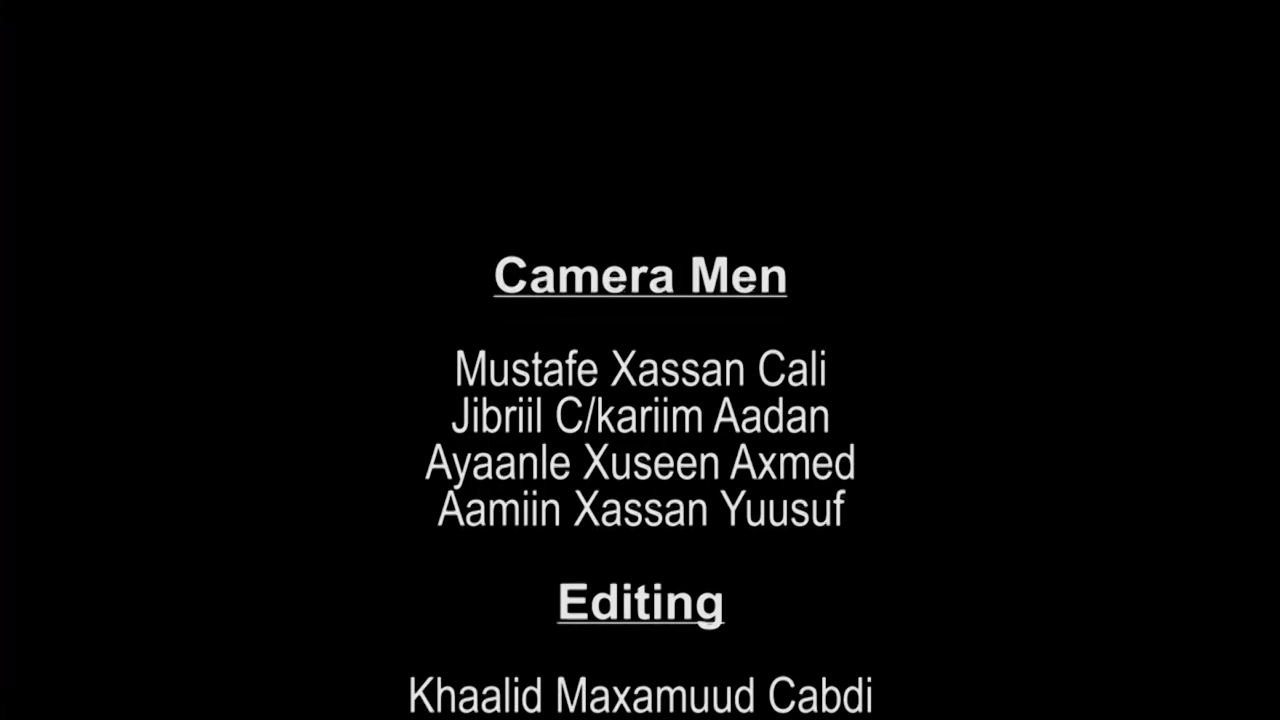 Camera Men
Mustafe Xassan Cali
Jibriil C/kariim Aadan
Ayaanle Xuseen Axmed
Aamiin Xassan Yuusuf
Editing
Khaalid Maxamuud Cabdi